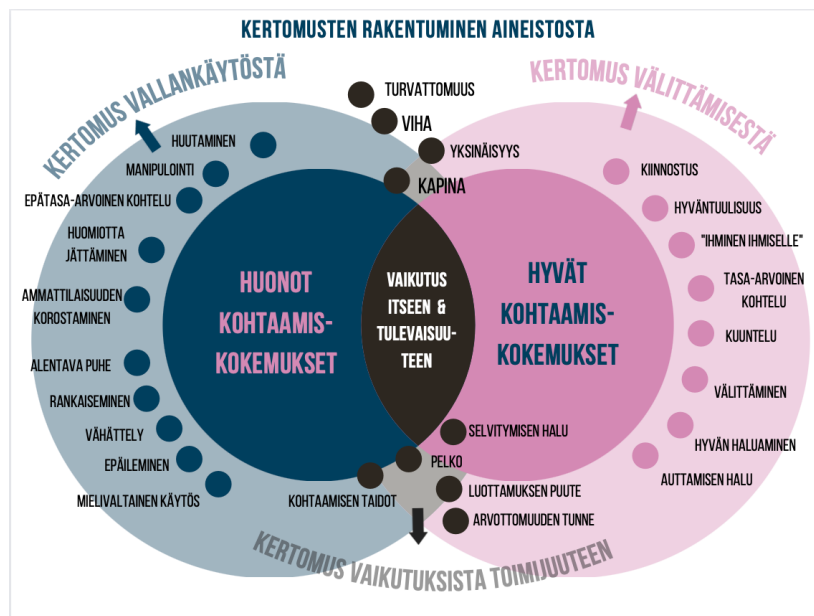 KERTOMUSTEN RAKENTUMINEN AINEISTOSTA
KERTOMUS VALLANKÄYTÖSTÄ
KERTOMUS VÄLITTÄMISESTÄ
HUUTAMINEN
MANIPULOINTI
EPÄTASA-ARVOINEN KOHTELU
HUOMIOTTA
JÄTTÄMINEN
AMMATTILAISUUDEN
KOROSTAMINEN
ALENTAVA PUHE
RANKAISEMINEN
VÄHÄTTELY
EPÄILEMINEN
MIELIVALTAINEN KÄYTÖS
HUONOT
KOHTAAMIS-
KOKEMUKSET
TURVATTOMUUS
VIHA
YKSINÄISYYS
KAPINA
VAIKUTUS
ITSEEN &
TULEVAISUU-
TEEN
SELVITYMISEN HALU
PELKO
KOHTAAMISEN TAIDOT
LUOTTAMUKSEN PUUTE
ARVOTTOMUUDEN TUNNE
HYVÄT
KOHTAAMIS-
KOKEMUKSET
KIINNOSTUS
HYVÄNTUULISUUS
"IHMINEN IHMISELLE"
TASA-ARVOINEN
KOHTELU
KUUNTELU
VÄLITTÄMINEN
HYVÄN HALUAMINEN
AUTTAMISEN HALU
KERTOMUS VAIKUTUKSISTA TOIMIJUUTEEN